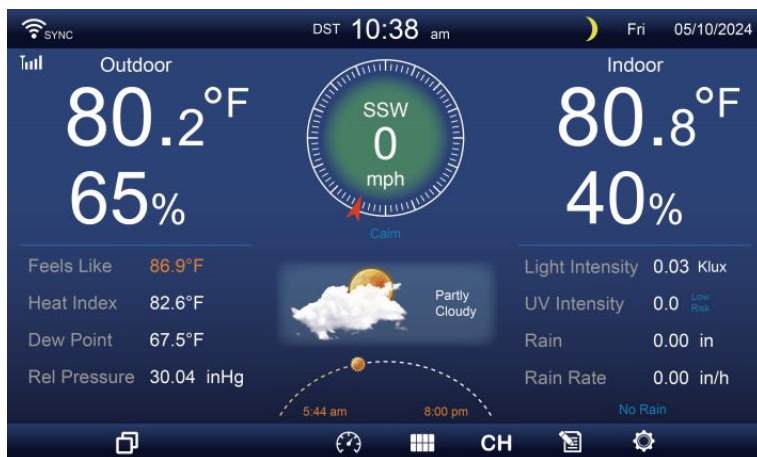 SYNC
DST 10:38 am
Fri 05/10/2024
Outdoor
80.2°F
65%
Feels Like 86.9°F
Heat Index 82.6°F
Dew Point 67.5°F
Rel Pressure 30.04 inHg
SSW
0
mph
Calm
Partly
Cloudy
5:44 am 8:00 pm
Indoor
80.8°F
40%
Light Intensity 0.03 Klux
UV Intensity 0.0 Low
Risk
Rain 0.00 in
Rain Rate 0.00 in/h
No Rain
CH